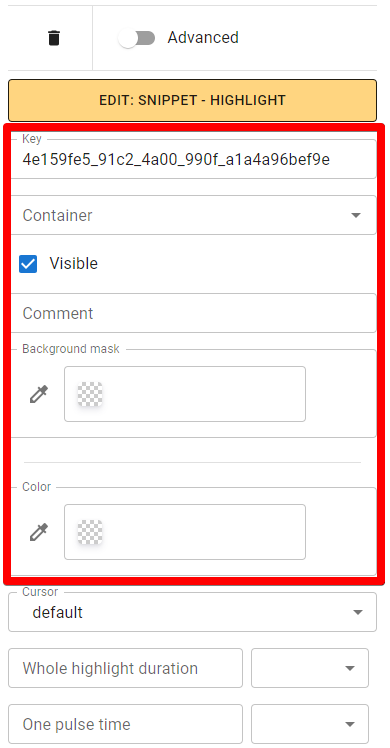 Advanced
EDIT: SNIPPET - HIGHLIGHT
Key
4e159fe5_91c2_4a00_990f_a1a4a96bef9e
Container
Visible
Comment
Background mask
Color
Cursor
default
Whole highlight duration
One pulse time